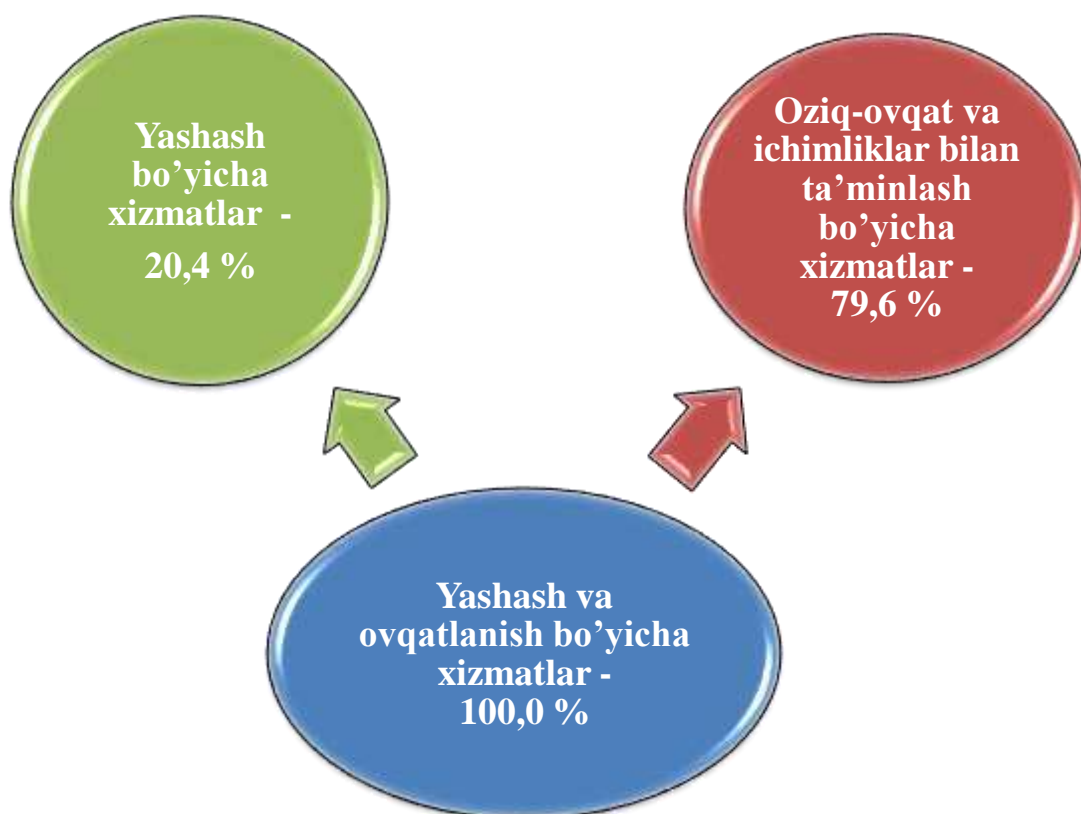 Yashash
bo’yicha
xizmatlar -
20,4 %
Oziq-ovqat va
ichimliklar bilan
ta’minlash
bo’yicha
xizmatlar -
79,6 %
Yashash va
ovqatlanish bo’yicha
xizmatlar -
100,0 %